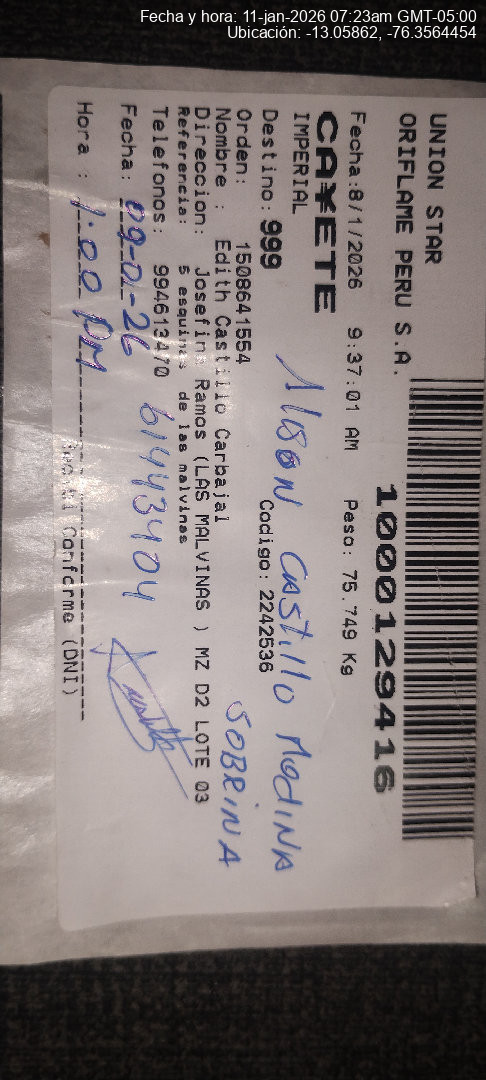 Fecha y hora: 11-jan-2026 07:23am GMT-05:00
Ubicación: -13.05862, -76.3564454
UNION STAR
ORIFLAME PERU S.A.
1000129416
Fecha:8/1/2026 9:37:01 AM Peso: 75.749 Kg
CAÑETE
IMPERIAL
Alison Castillo Medina
Destino: 999 Codigo: 2242536
Orden: 1508641554
SOBRINA
Nombre : Edith Castillo Carbajal
Direccion: Josefina Ramos (LAS MALVINAS ) MZ D2 LOTE 03
Referencia: 5 esquinas de las malvinas
Telefonos: 994613470 61443404
Fecha: 09-01-26
Hora : 1:00 PM
Conforme (DNI)